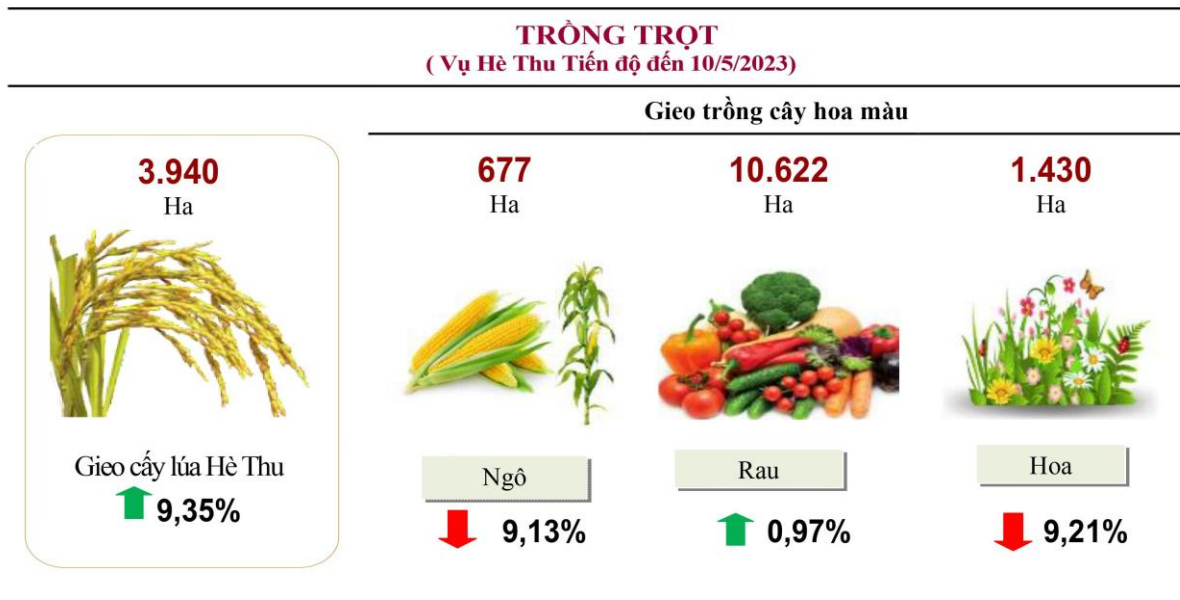 TRỒNG TRỌT
( Vụ Hè Thu Tiến độ đến 10/5/2023)
Gieo trồng cây hoa màu
3.940
Ha
Gieo cấy lúa Hè Thu
9,35%
677
Ha
Ngô
9,13%
10.622
Ha
Rau
0,97%
1.430
Ha
Hoa
9,21%